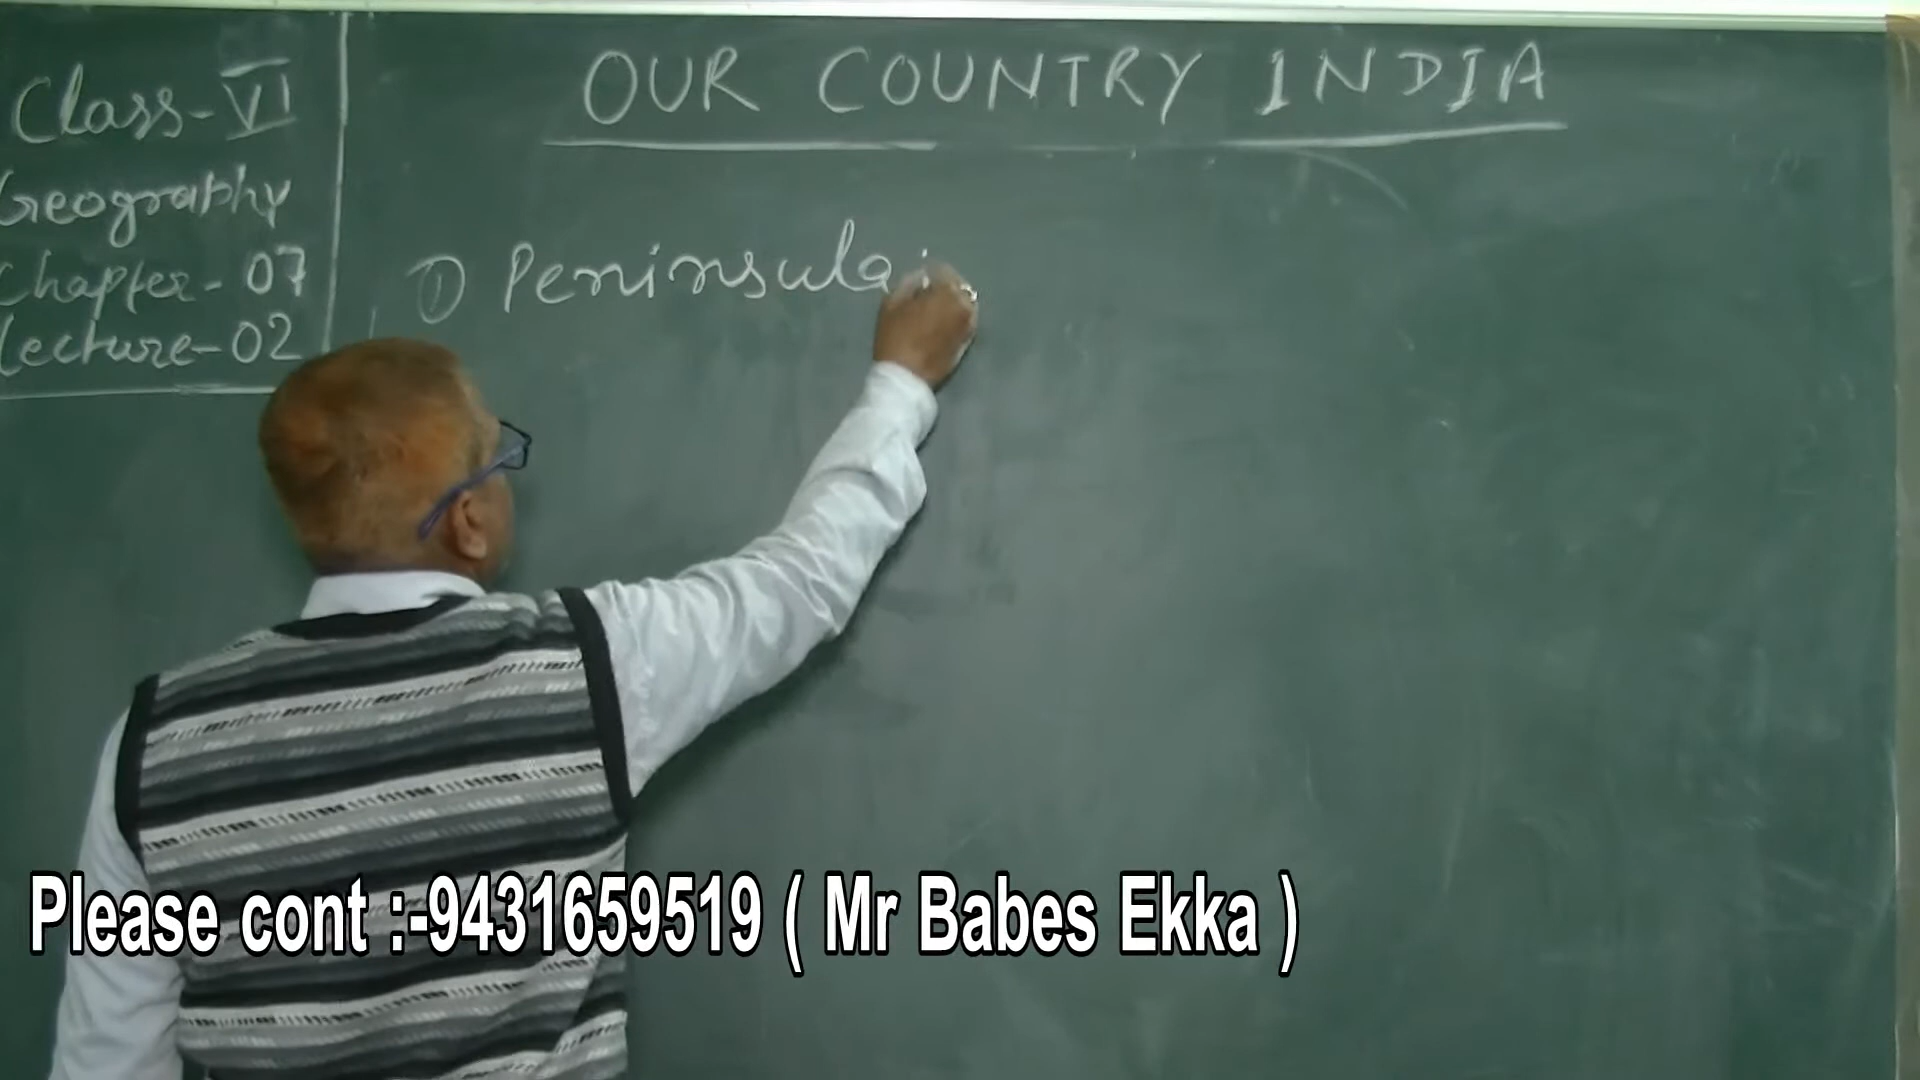 OUR COUNTRY INDIA
Class-VI
Geography
Chapter-07
Lecture-02
① Peninsula
Please cont :-9431659519 ( Mr Babes Ekka )